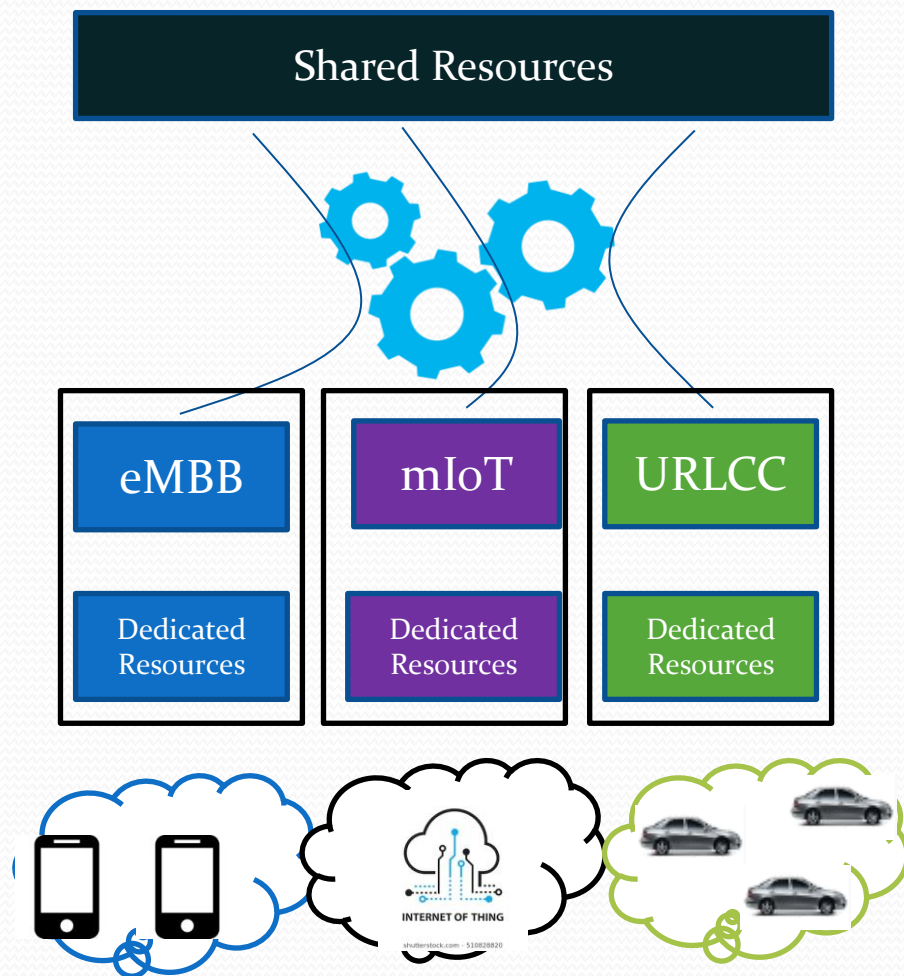 Shared Resources
eMBB
mIoT
URLCC
Dedicated
Resources
Dedicated
Resources
Dedicated
Resources
INTERNET OF THING
shutterstock.com - 510828820